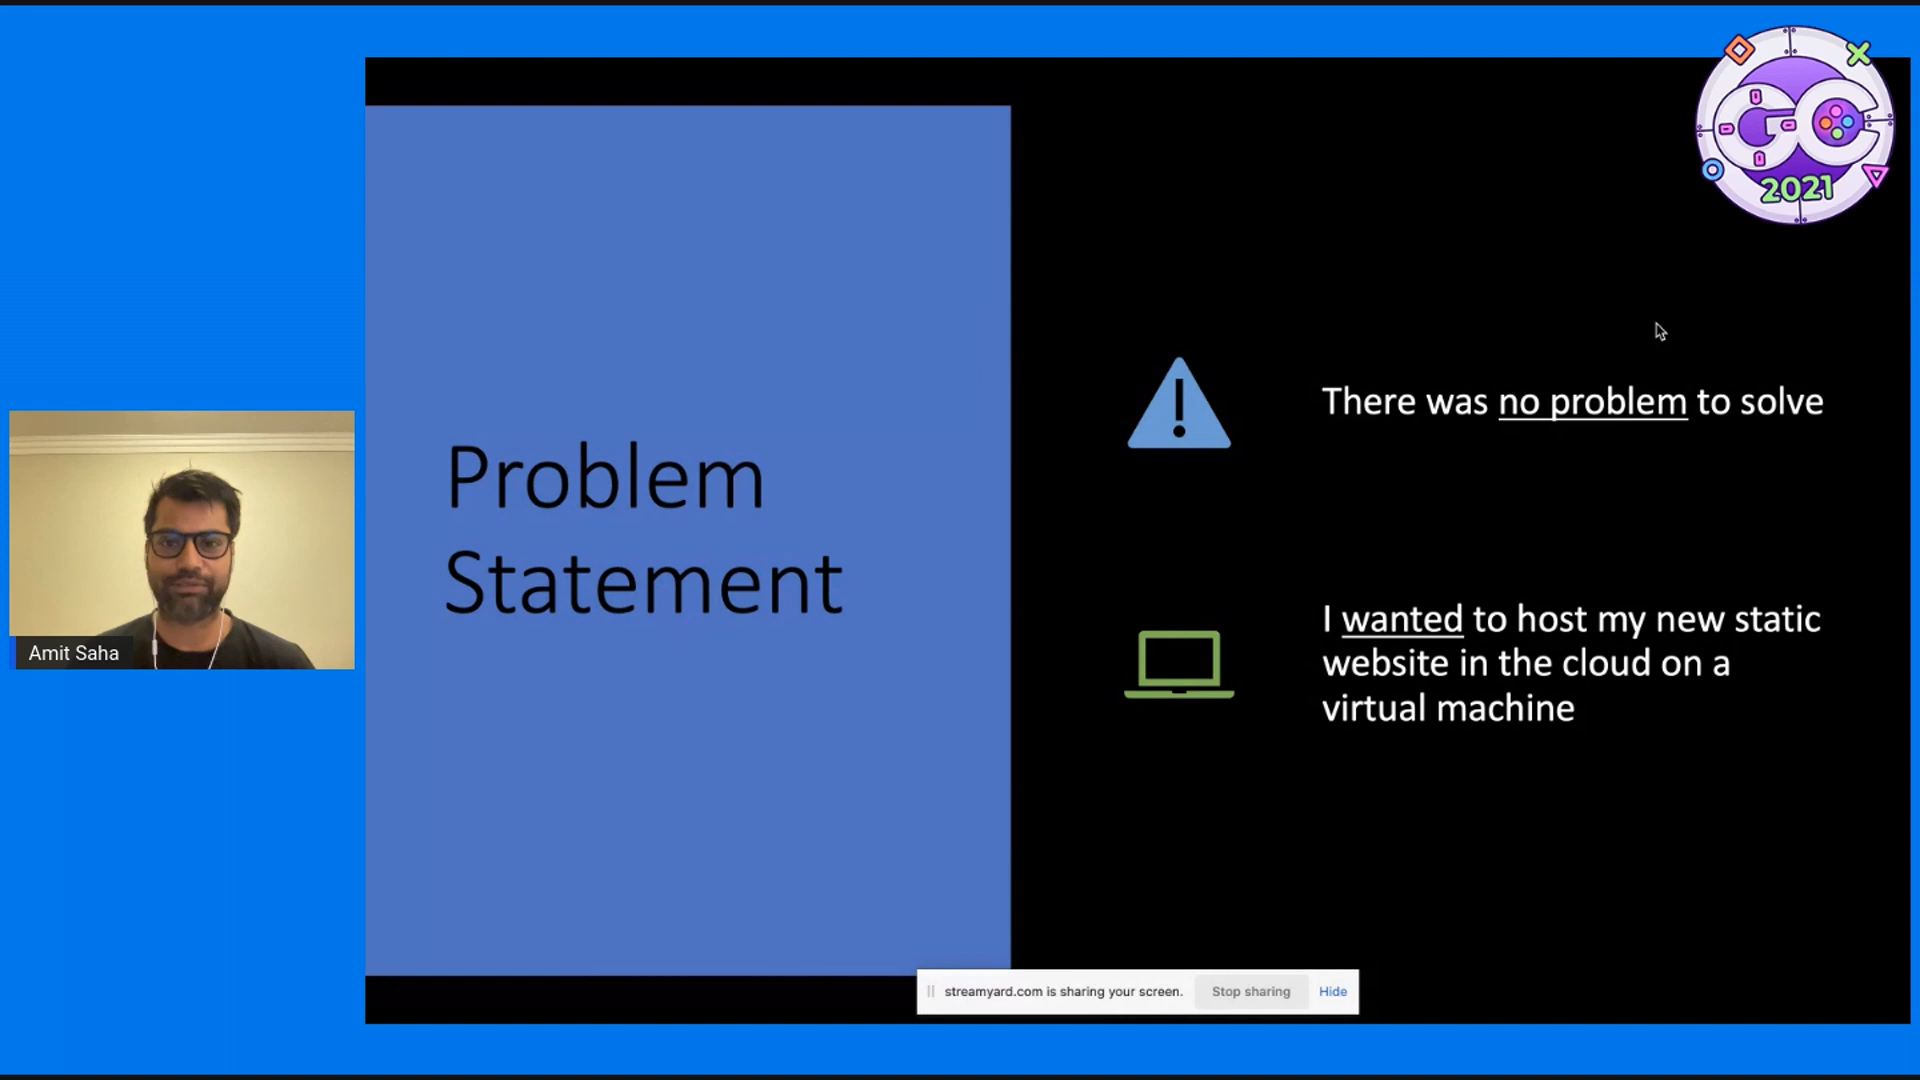 GC
2021
Problem
Statement
There was no problem to solve
I wanted to host my new static
website in the cloud on a
virtual machine
Amit Saha
streamyard.com is sharing your screen.
Stop sharing
Hide